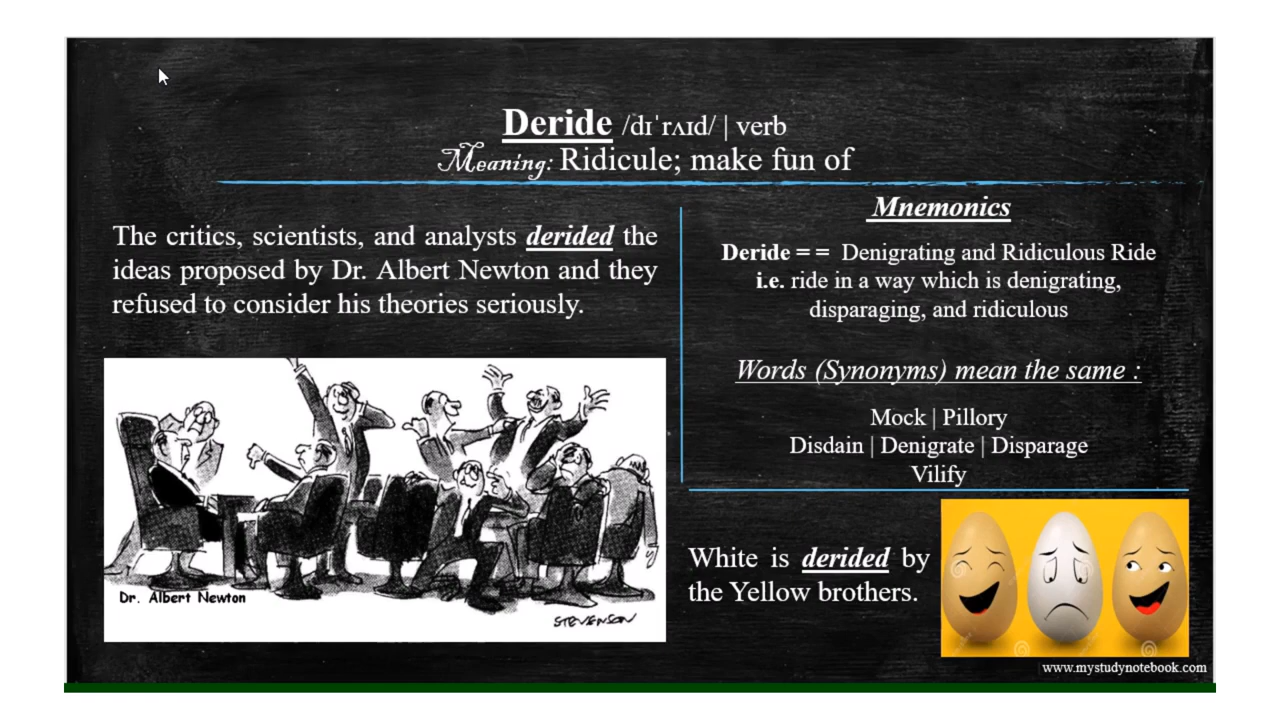 Deride /dɪˈrʌɪd/ | verb
Meaning: Ridicule; make fun of
The critics, scientists, and analysts derided the
ideas proposed by Dr. Albert Newton and they
refused to consider his theories seriously.
Dr. Albert Newton
STEVENSON
Mnemonics
Deride = = Denigrating and Ridiculous Ride
i.e. ride in a way which is denigrating,
disparaging, and ridiculous
Words (Synonyms) mean the same :
Mock | Pillory
Disdain | Denigrate | Disparage
Vilify
White is derided by
the Yellow brothers.
www.mystudynotebook.com